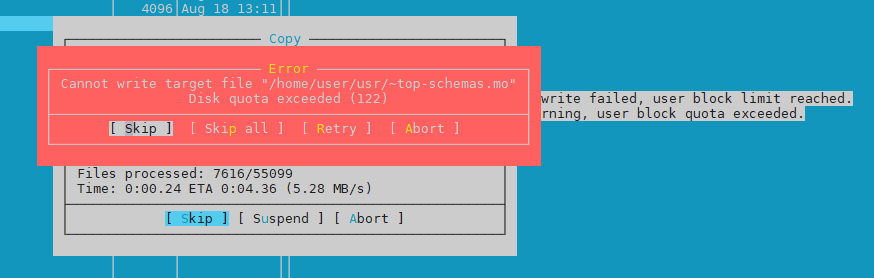 4096|Aug 18 13:11
Copy
Error
Cannot write target file "/home/user/usr/~top-schemas.mo"
Disk quota exceeded (122)
write failed, user block limit reached.
rning, user block quota exceeded.
[ Skip ] [ Skip all ] [ Retry ] [ Abort ]
Files processed: 7616/55099
Time: 0:00.24 ETA 0:04.36 (5.28 MB/s)
[ Skip ] [ Suspend ] [ Abort ]